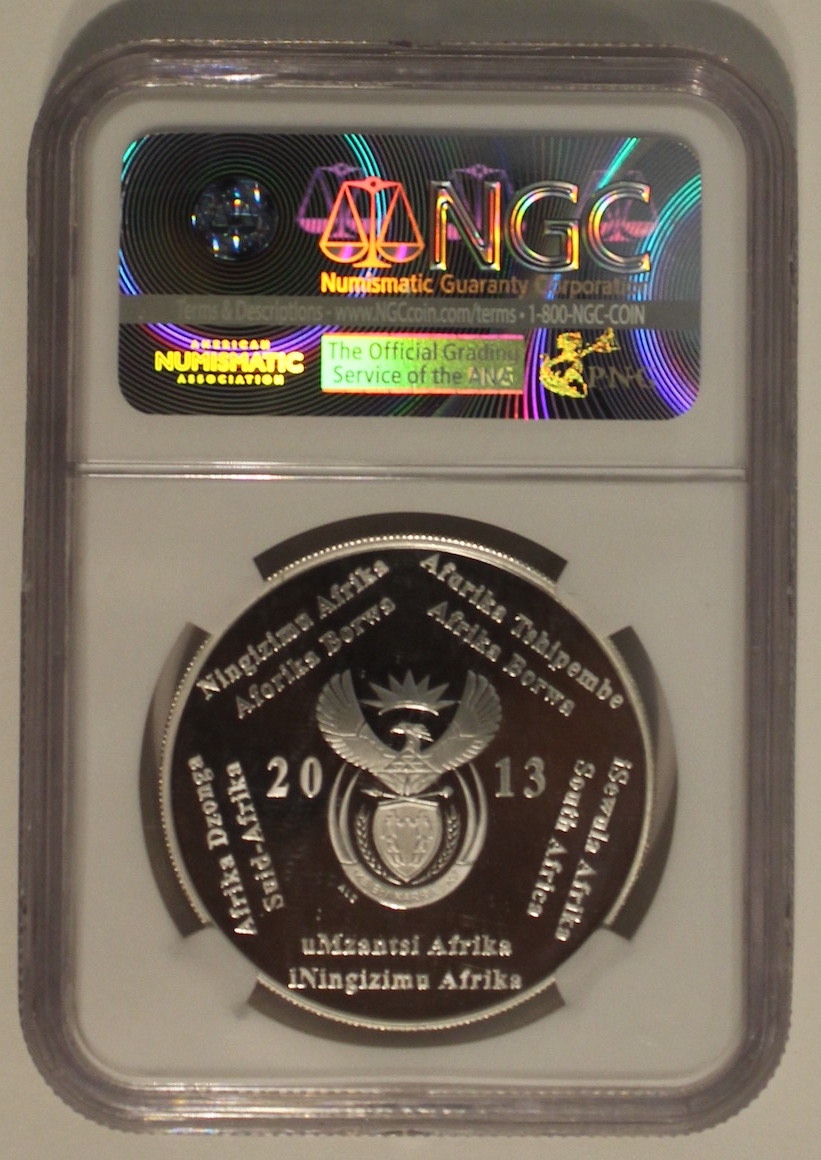 NGC
Numismatic Guaranty Corporation
Terms & Descriptions - www.NGCcoin.com/terms • 1-800-NGC-COIN
AMERICAN
NUMISMATIC
ASSOCIATION
The Official Grading
Service of the PNG
PNG
Ningizimu Afrika
Aforika Borwa
Afurika Tshipembe
Afrika Borwa
20 13
Afrika Dzonga
Suid-Afrika
iSewula Afrika
South Africa
uMzantsi Afrika
iNingizimu Afrika